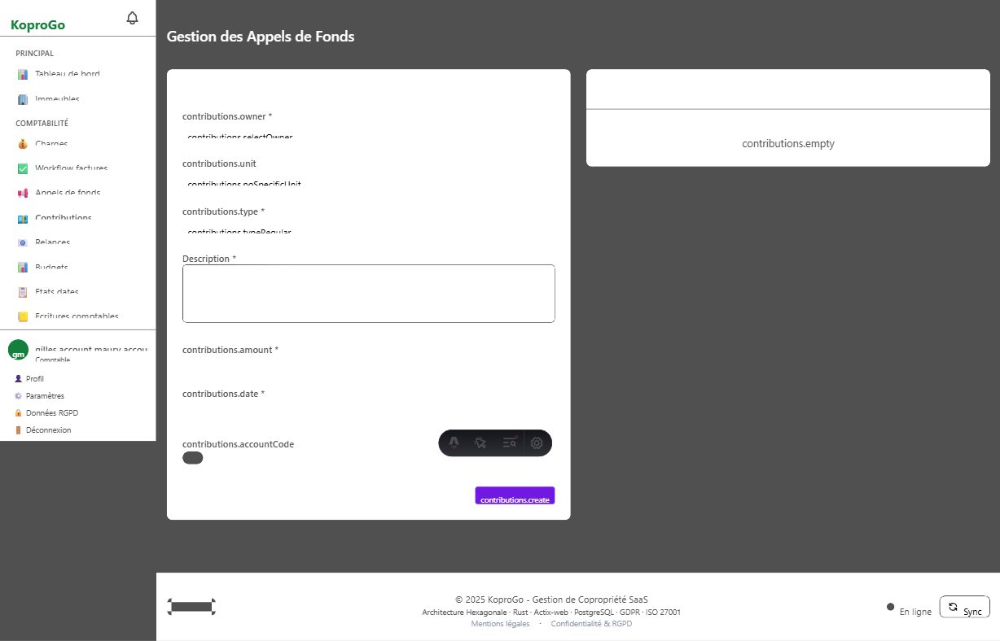 KoproGo
PRINCIPAL
Tableau de bord
Immeubles
COMPTABILITÉ
Charges
Workflow factures
Appels de fonds
Contributions
Relances
Budgets
Etats dates
Ecritures comptables
gm
gilles account maury accou
Comptable
Profil
Paramètres
Données RGPD
Déconnexion
Gestion des Appels de Fonds
contributions.owner *
contributions.selectOwner
contributions.unit
contributions.noSpecificUnit
contributions.type *
contributions.typeRegular
Description *
contributions.amount *
contributions.date *
contributions.accountCode
contributions.create
contributions.empty
© 2025 KoproGo - Gestion de Copropriété SaaS
Architecture Hexagonale · Rust · Actix-web · PostgreSQL · GDPR · ISO 27001
Mentions légales · Confidentialité & RGPD
En ligne
Sync